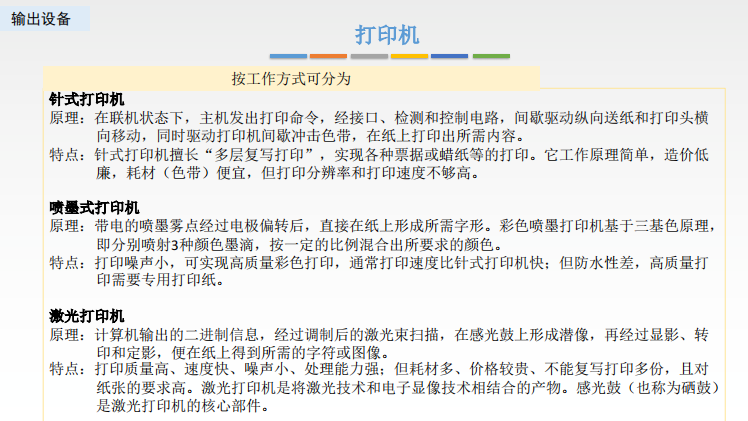 输出设备
打印机
按工作方式可分为
针式打印机
原理：在联机状态下，主机发出打印命令，经接口、检测和控制电路，间歇驱动纵向送纸和打印头横
向移动，同时驱动打印机间歇冲击色带，在纸上打印出所需内容。
特点：针式打印机擅长“多层复写打印”，实现各种票据或蜡纸等的打印。它工作原理简单，造价低
廉，耗材（色带）便宜，但打印分辨率和打印速度不够高。
喷墨式打印机
原理：带电的喷墨雾点经过电极偏转后，直接在纸上形成所需字形。彩色喷墨打印机基于三基色原理，
即分别喷射3种颜色墨滴，按一定的比例混合出所要求的颜色。
特点：打印噪声小，可实现高质量彩色打印，通常打印速度比针式打印机快；但防水性差，高质量打
印需要专用打印纸。
激光打印机
原理：计算机输出的二进制信息，经过调制后的激光束扫描，在感光鼓上形成潜像，再经过显影、转
印和定影，便在纸上得到所需的字符或图像。
特点：打印质量高、速度快、噪声小、处理能力强；但耗材多、价格较贵、不能复写打印多份，且对
纸张的要求高。激光打印机是将激光技术和电子显像技术相结合的产物。感光鼓（也称为硒鼓）
是激光打印机的核心部件。